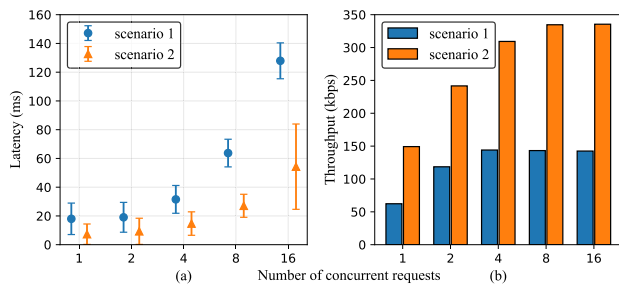 160
140
120
100
80
60
40
20
0
Latency (ms)
scenario 1
scenario 2
1 2 4 8 16
(a)
350
300
250
200
150
100
50
0
Throughput (kbps)
scenario 1
scenario 2
1 2 4 8 16
Number of concurrent requests
(b)